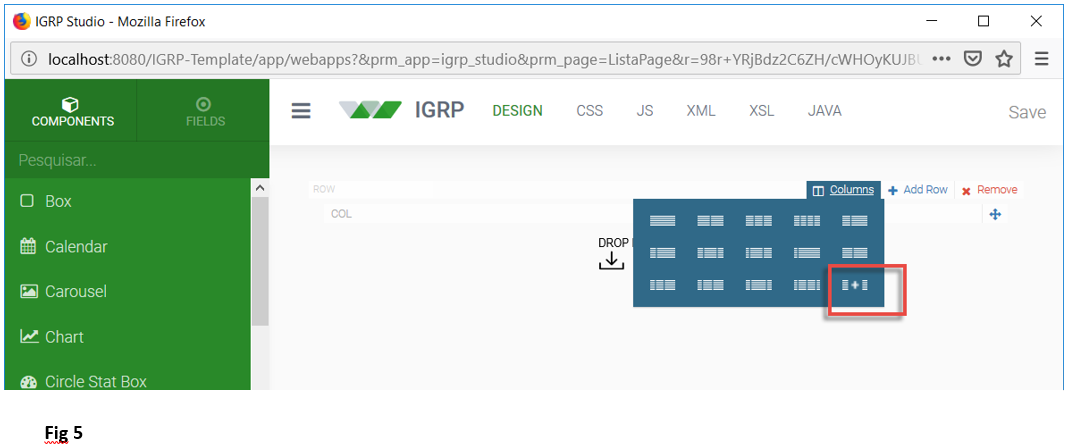 IGRP Studio - Mozilla Firefox
localhost:8080/IGRP-Template/app/webapps?&prm_app=igrp_studio&prm_page=ListaPage&r=98r+YRjBdz2C6ZH/cWHOyKUJBU
COMPONENTS FIELDS IGRP DESIGN CSS JS XML XSL JAVA Save
Pesquisar...
ROW Columns Add Row Remove
Box COL
DROP
Calendar
Carousel
Chart
Circle Stat Box
Fig 5